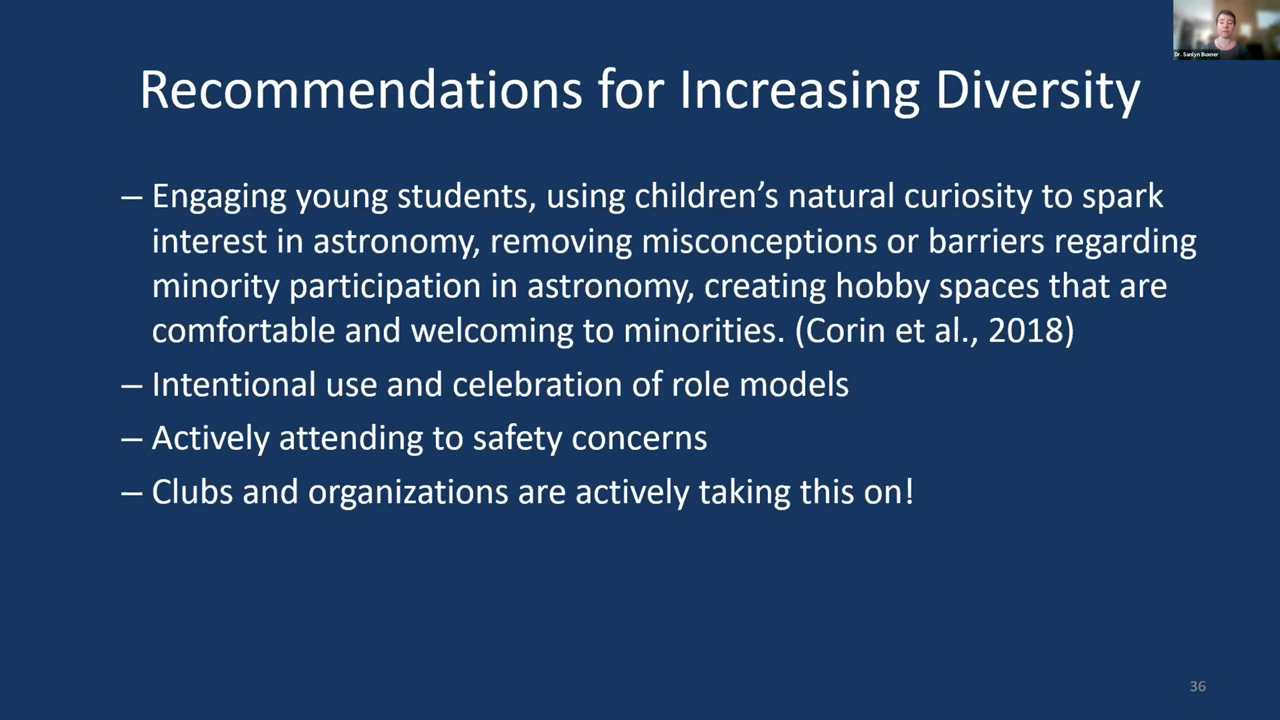 Dr. Sanlyn Buxner
Recommendations for Increasing Diversity
– Engaging young students, using children’s natural curiosity to spark
interest in astronomy, removing misconceptions or barriers regarding
minority participation in astronomy, creating hobby spaces that are
comfortable and welcoming to minorities. (Corin et al., 2018)
– Intentional use and celebration of role models
– Actively attending to safety concerns
– Clubs and organizations are actively taking this on!
36